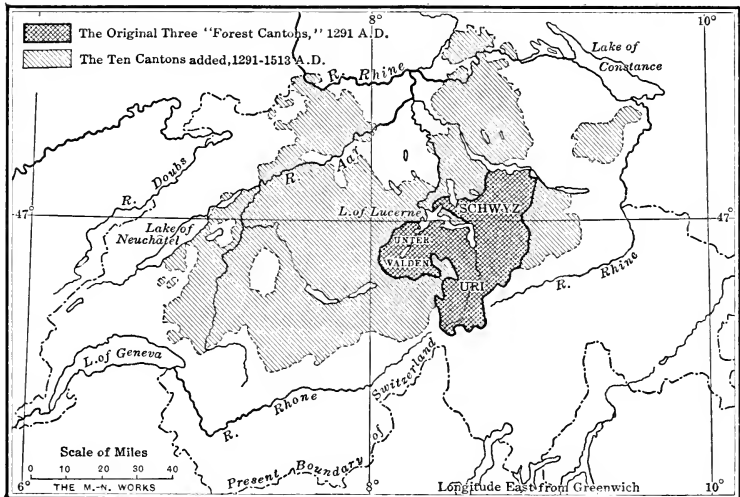 8°
10°
The Original Three "Forest Cantons," 1291 A.D.
The Ten Cantons added, 1291-1513 A.D.
Lake of
Constance
R. Rhine
R. Doubs
R. Aar
47°
L. of Lucerne
SCHWYZ
47°
Lake of
Neuchâtel
UNTER
WALDEN
URI
R. Rhine
L. of Geneva
R. Rhone
Present Boundary of Switzerland
Scale of Miles
0 10 20 30 40
6°
THE M.-N. WORKS
8°
Longitude East from Greenwich
10°